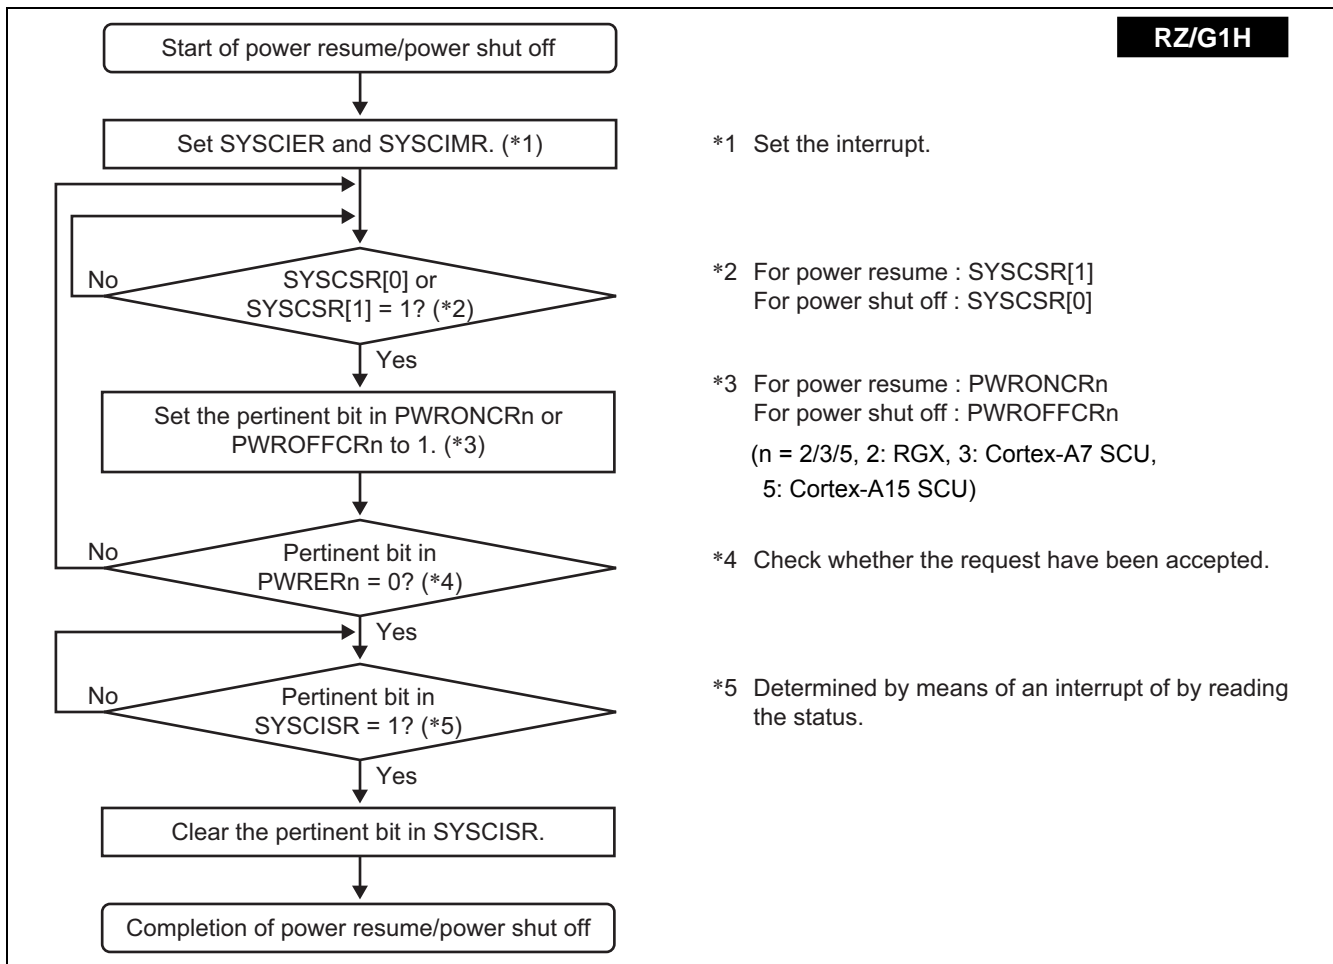 RZ/G1H
Start of power resume/power shut off
Set SYSCIER and SYSCIMR. (*1)
*1 Set the interrupt.
No
SYSCSR[0] or
SYSCSR[1] = 1? (*2)
*2 For power resume : SYSCSR[1]
For power shut off : SYSCSR[0]
Yes
Set the pertinent bit in PWRONCRn or
PWROFFCRn to 1. (*3)
*3 For power resume : PWRONCRn
For power shut off : PWROFFCRn
(n = 2/3/5, 2: RGX, 3: Cortex-A7 SCU,
5: Cortex-A15 SCU)
No
Pertinent bit in
PWRERn = 0? (*4)
*4 Check whether the request have been accepted.
Yes
No
Pertinent bit in
SYSCISR = 1? (*5)
*5 Determined by means of an interrupt of by reading
the status.
Yes
Clear the pertinent bit in SYSCISR.
Completion of power resume/power shut off